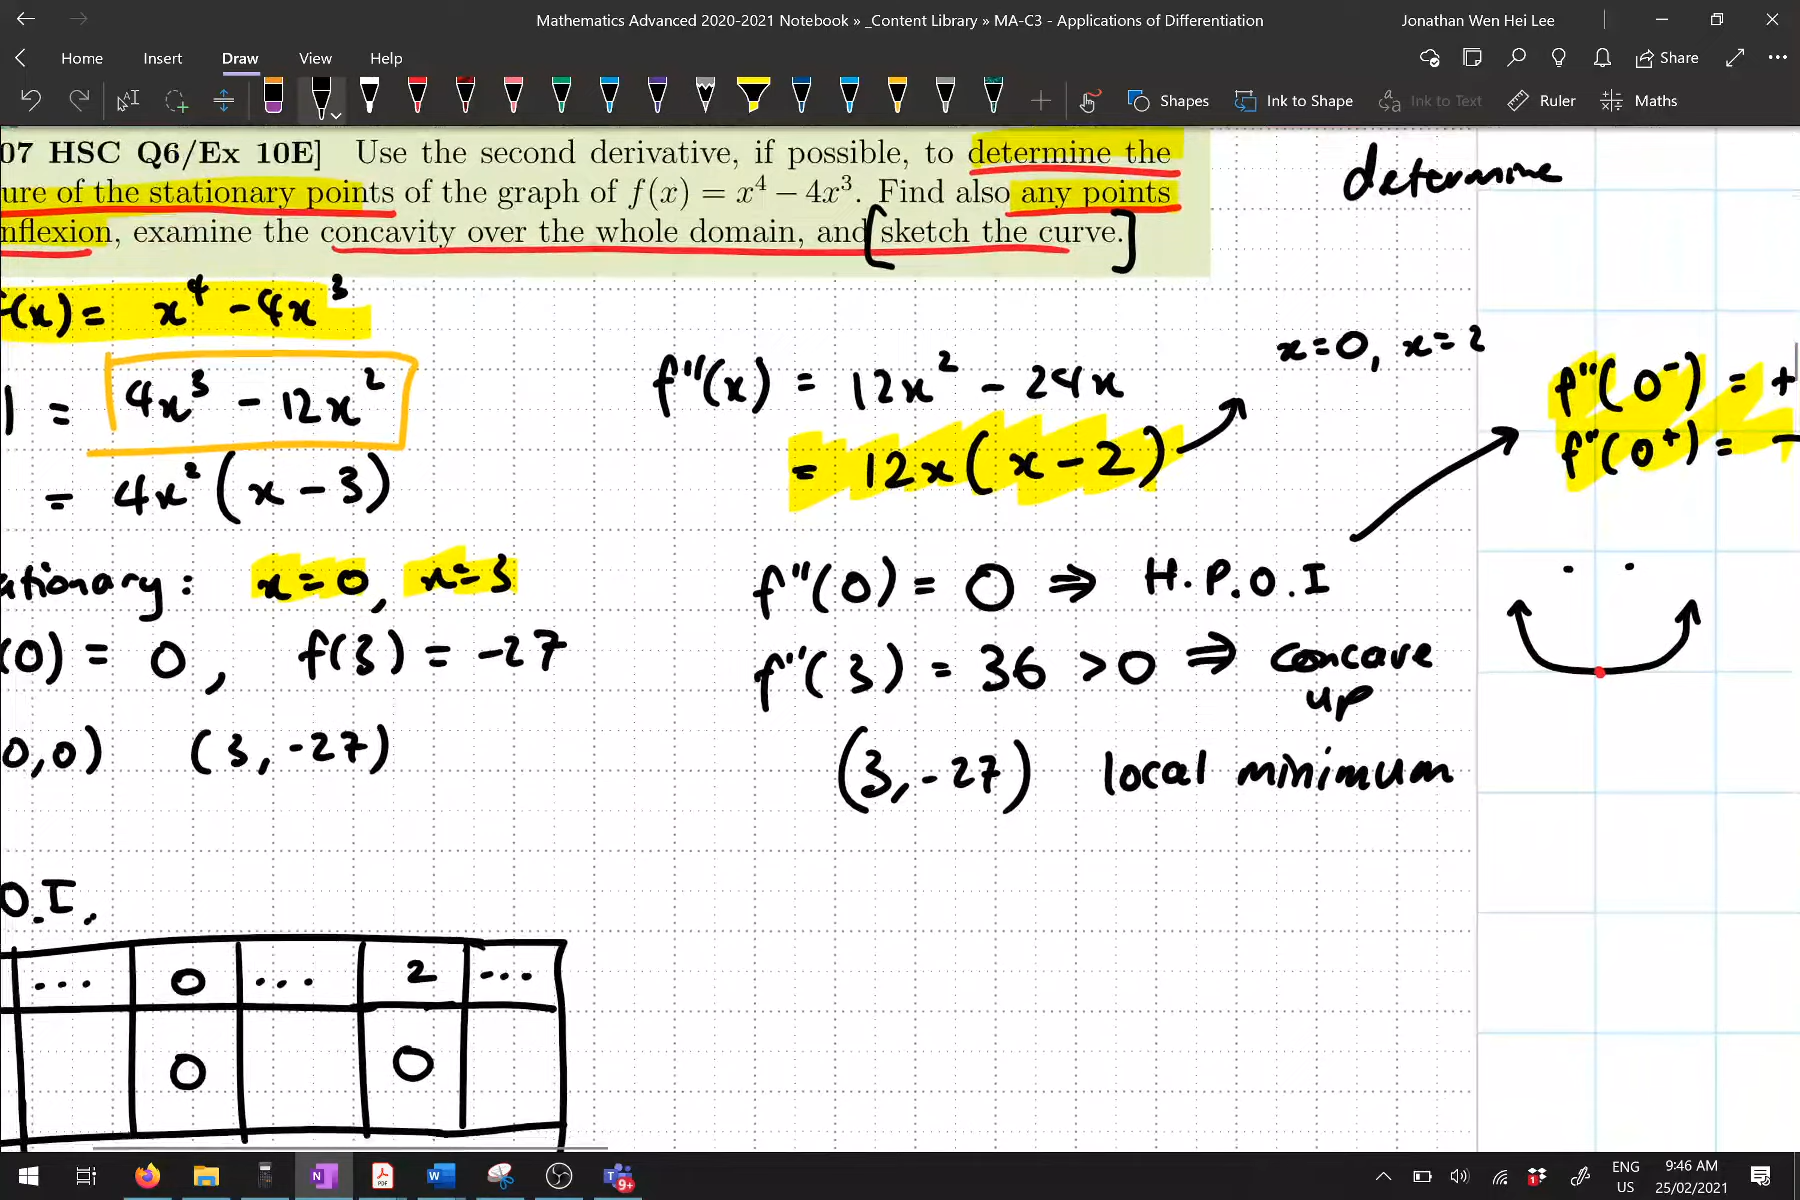 Mathematics Advanced 2020-2021 Notebook » _Content Library » MA-C3 - Applications of Differentiation
Jonathan Wen Hei Lee
Home Insert Draw View Help
Share
Shapes Ink to Shape Ink to Text Ruler Maths
07 HSC Q6/Ex 10E] Use the second derivative, if possible, to determine the
ure of the stationary points of the graph of f(x) = x⁴ − 4x³. Find also any points
nflexion, examine the concavity over the whole domain, and [sketch the curve.]
determine
f(x) = x⁴ - 4x³
= 4x³ - 12x²
= 4x²(x - 3)
ationary: x=0, x=3
(0) = 0, f(3) = -27
0,0) (3, -27)
f''(x) = 12x² - 24x
= 12x(x - 2)
x=0, x=2
f''(0) = 0 ⇒ H.P.O.I
f''(3) = 36 > 0 ⇒ concave
up
(3, -27) local minimum
f''(0⁻) = +
f''(0⁺) = -
O.I.
... 0 ... 2 ...
0 0
9+
ENG
US
9:46 AM
25/02/2021